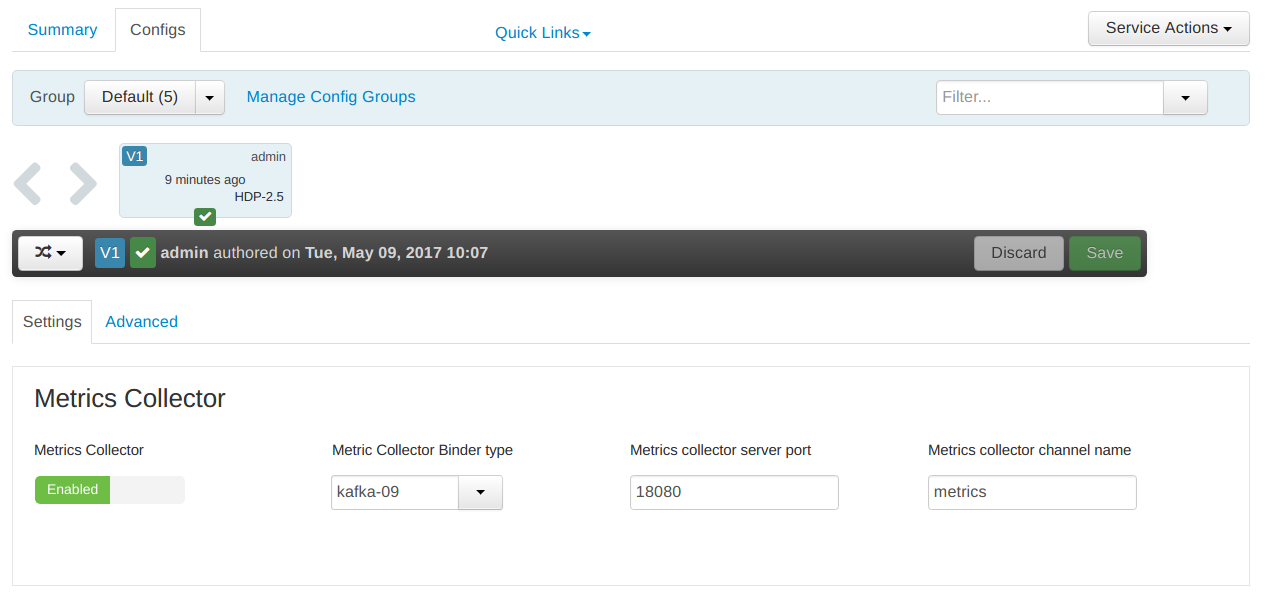 Summary
Configs
Quick Links
Service Actions
Group
Default (5)
Manage Config Groups
Filter...
V1
admin
9 minutes ago
HDP-2.5
V1
admin authored on Tue, May 09, 2017 10:07
Discard
Save
Settings
Advanced
Metrics Collector
Metrics Collector
Metric Collector Binder type
Metrics collector server port
Metrics collector channel name
Enabled
kafka-09
18080
metrics